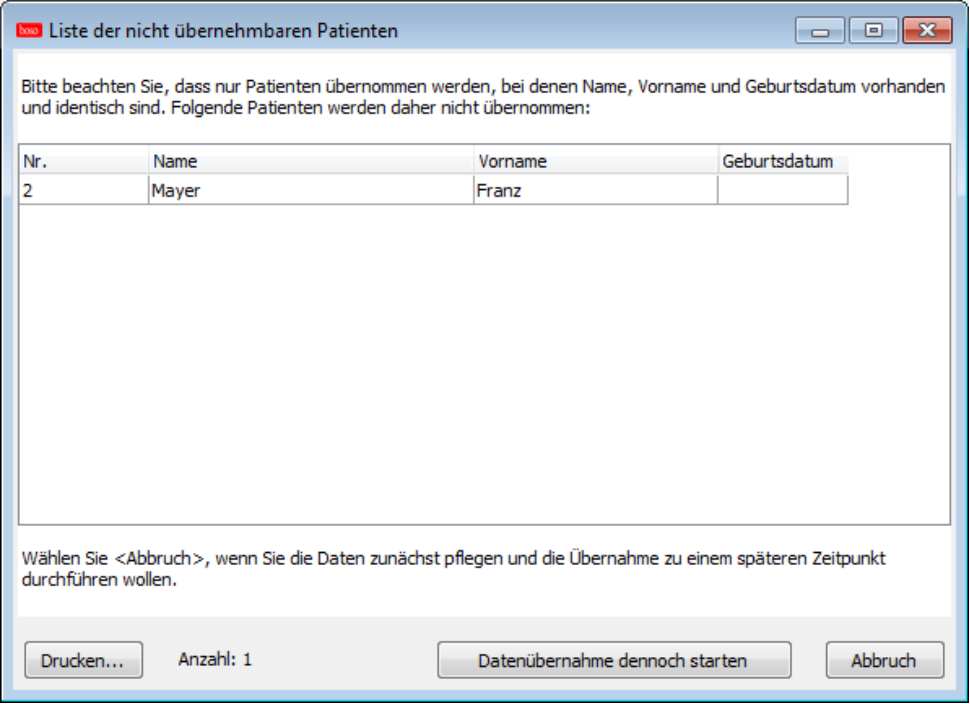 boso Liste der nicht übernehmbaren Patienten
Bitte beachten Sie, dass nur Patienten übernommen werden, bei denen Name, Vorname und Geburtsdatum vorhanden
und identisch sind. Folgende Patienten werden daher nicht übernommen:
Nr. Name Vorname Geburtsdatum
2 Mayer Franz
Wählen Sie <Abbruch>, wenn Sie die Daten zunächst pflegen und die Übernahme zu einem späteren Zeitpunkt
durchführen wollen.
Drucken... Anzahl: 1 Datenübernahme dennoch starten Abbruch